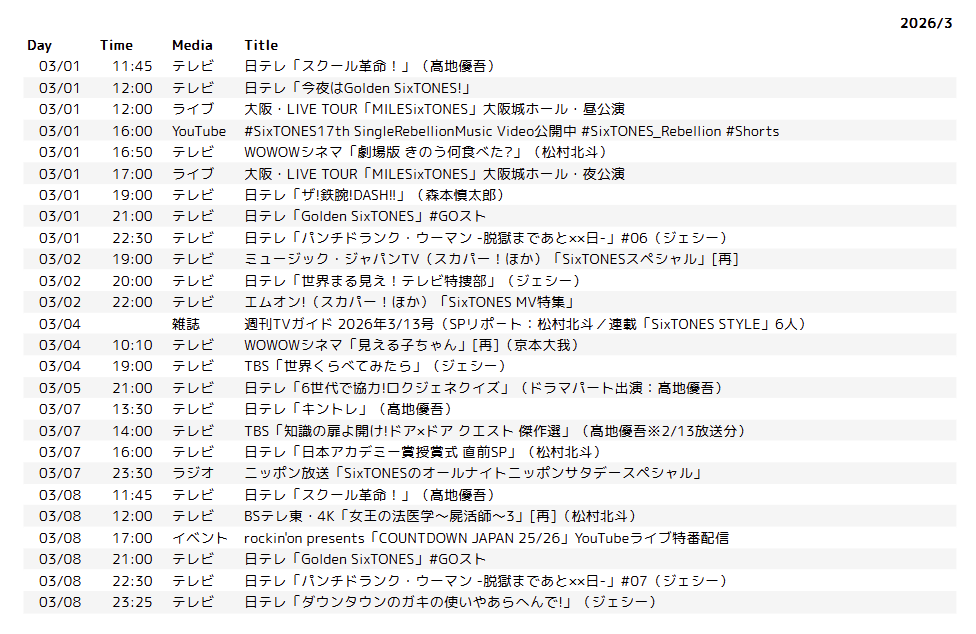 2026/3
Day Time Media Title
03/01 11:45 テレビ 日テレ「スクール革命！」（髙地優吾）
03/01 12:00 テレビ 日テレ「今夜はGolden SixTONES!」
03/01 12:00 ライブ 大阪・LIVE TOUR「MILESixTONES」大阪城ホール・昼公演
03/01 16:00 YouTube #SixTONES17th SingleRebellionMusic Video公開中 #SixTONES_Rebellion #Shorts
03/01 16:50 テレビ WOWOWシネマ「劇場版 きのう何食べた?」（松村北斗）
03/01 17:00 ライブ 大阪・LIVE TOUR「MILESixTONES」大阪城ホール・夜公演
03/01 19:00 テレビ 日テレ「ザ!鉄腕!DASH!!」（森本慎太郎）
03/01 21:00 テレビ 日テレ「Golden SixTONES」#GOスト
03/01 22:30 テレビ 日テレ「パンチドランク・ウーマン -脱獄まであと××日-」#06（ジェシー）
03/02 19:00 テレビ ミュージック・ジャパンTV（スカパー！ほか）「SixTONESスペシャル」[再]
03/02 20:00 テレビ 日テレ「世界まる見え！テレビ特捜部」（ジェシー）
03/02 22:00 テレビ エムオン!（スカパー！ほか）「SixTONES MV特集」
03/04 雑誌 週刊TVガイド 2026年3/13号（SPリポート：松村北斗／連載「SixTONES STYLE」6人）
03/04 10:10 テレビ WOWOWシネマ「見える子ちゃん」[再]（京本大我）
03/04 19:00 テレビ TBS「世界くらべてみたら」（ジェシー）
03/05 21:00 テレビ 日テレ「6世代で協力!ロクジェネクイズ」（ドラマパート出演：髙地優吾）
03/07 13:30 テレビ 日テレ「キントレ」（髙地優吾）
03/07 14:00 テレビ TBS「知識の扉よ開け!ドア×ドア クエスト 傑作選」（髙地優吾※2/13放送分）
03/07 16:00 テレビ 日テレ「日本アカデミー賞授賞式 直前SP」（松村北斗）
03/07 23:30 ラジオ ニッポン放送「SixTONESのオールナイトニッポンサタデースペシャル」
03/08 11:45 テレビ 日テレ「スクール革命！」（髙地優吾）
03/08 12:00 テレビ BSテレ東・4K「女王の法医学～屍活師～3」[再]（松村北斗）
03/08 17:00 イベント rockin'on presents「COUNTDOWN JAPAN 25/26」YouTubeライブ特番配信
03/08 21:00 テレビ 日テレ「Golden SixTONES」#GOスト
03/08 22:30 テレビ 日テレ「パンチドランク・ウーマン -脱獄まであと××日-」#07（ジェシー）
03/08 23:25 テレビ 日テレ「ダウンタウンのガキの使いやあらへんで!」（ジェシー）